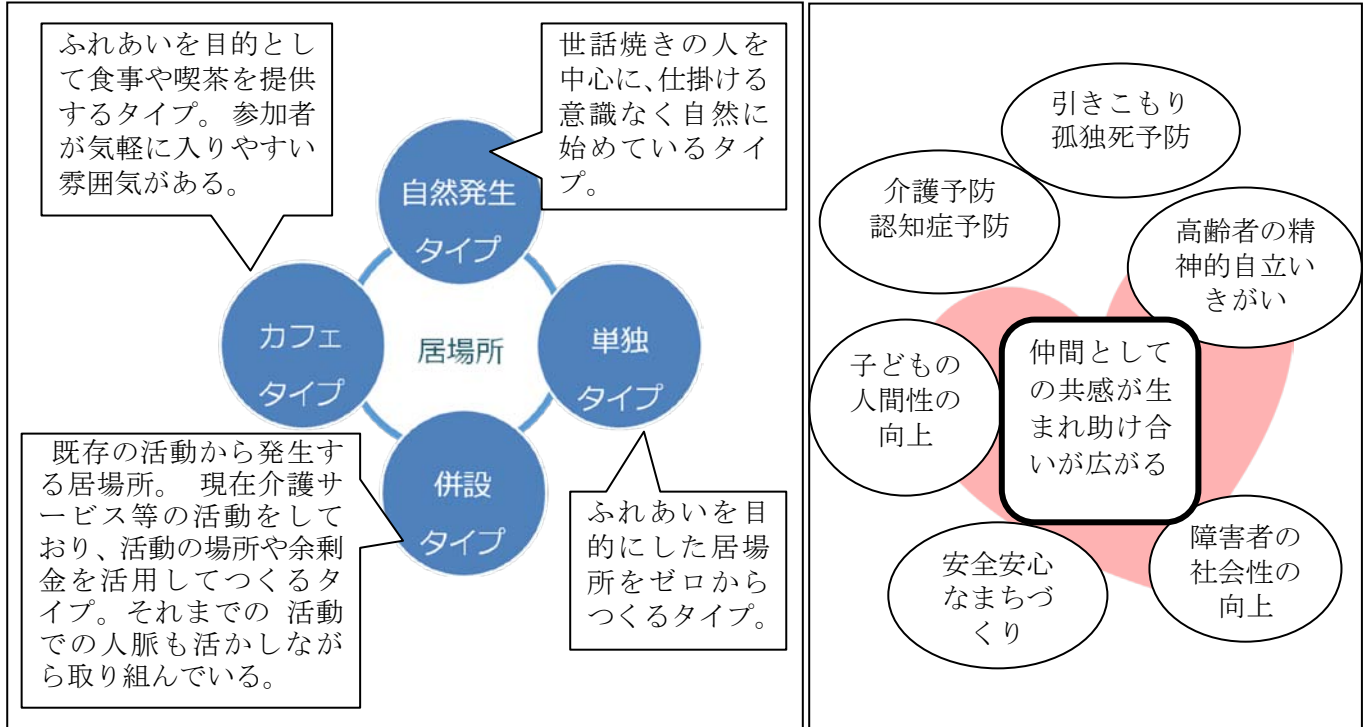 ふれあいを目的とし
て食事や喫茶を提供
するタイプ。 参加者
が気軽に入りやすい
雰囲気がある。
世話焼きの人を
中心に、仕掛ける
意識なく自然に
始めているタイ
プ。
自然発生
タイプ
カフェ
タイプ
居場所
単独
タイプ
併設
タイプ
既存の活動から発生す
る居場所。 現在介護サ
ービス等の活動をして
おり、活動の場所や余剰
金を活用してつくるタ
イプ。それまでの 活動
での人脈も活かしなが
ら取り組んでいる。
ふれあいを目
的にした居場
所をゼロから
つくるタイプ。
引きこもり
孤独死予防
介護予防
認知症予防
高齢者の精
神的自立い
きがい
子どもの
人間性の
向上
仲間として
の共感が生
まれ助け合
いが広がる
安全安心
なまちづ
くり
障害者の
社会性の
向上